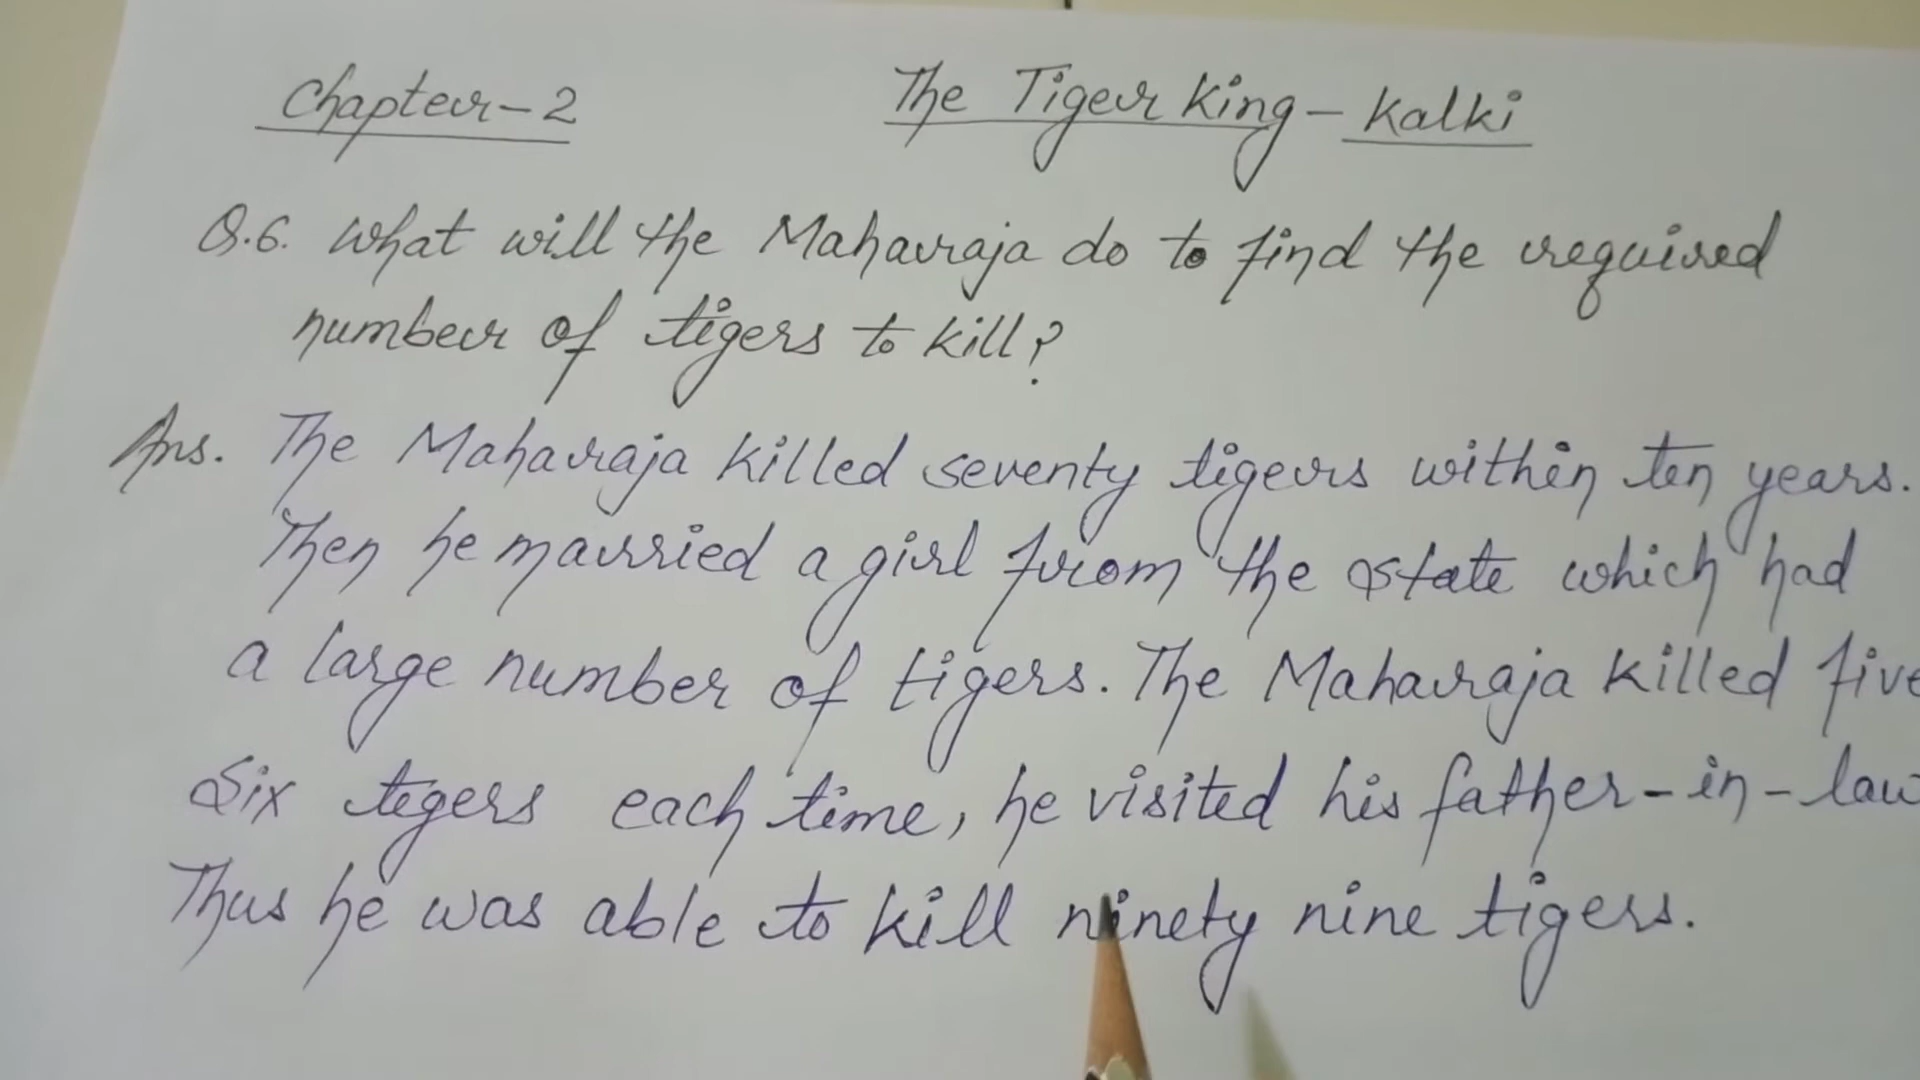 Chapter-2 The Tiger King - Kalki
Q.6. What will the Maharaja do to find the required
number of tigers to kill?
Ans. The Maharaja killed seventy tigers within ten years.
Then he married a girl from the state which had
a large number of tigers. The Maharaja killed five
Six tigers each time, he visited his father-in-law
Thus he was able to kill ninety nine tigers.